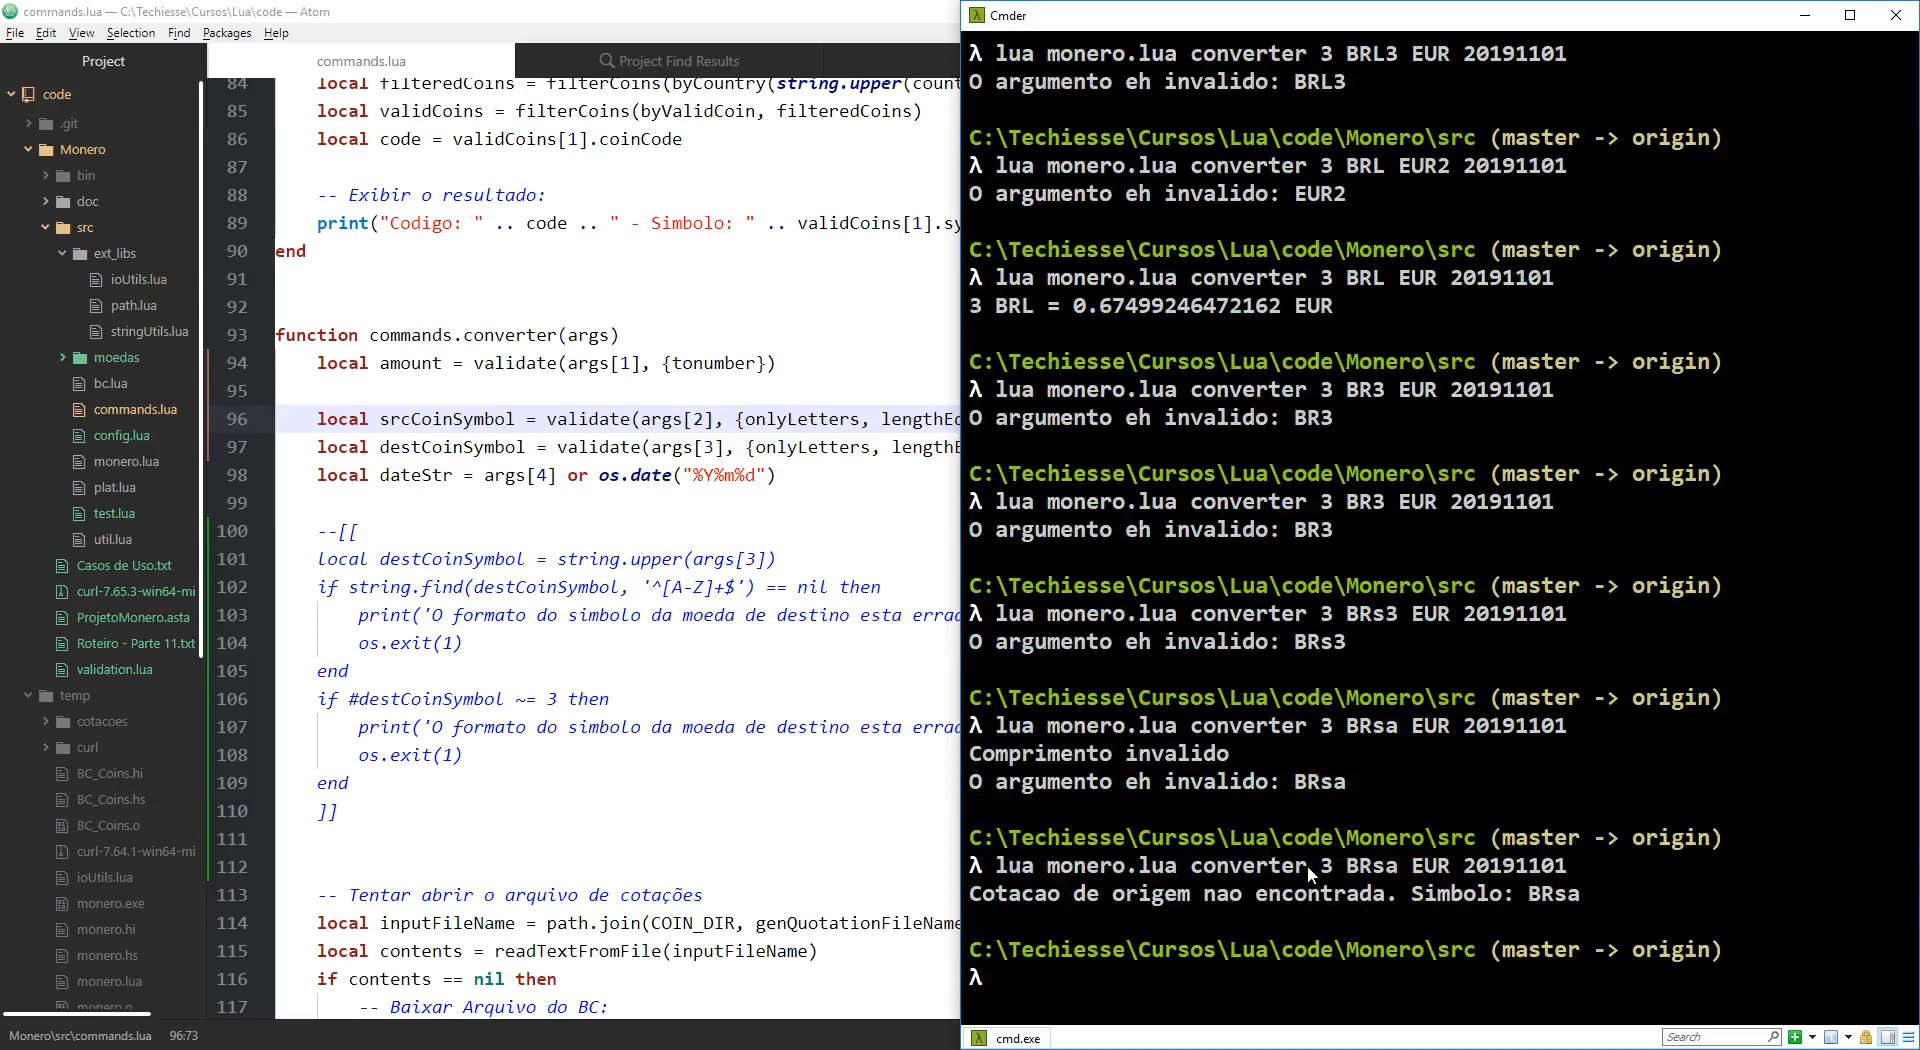 commands.lua — C:\Techiesse\Cursos\Lua\code — Atom
File Edit View Selection Find Packages Help
Project
code
.git
Monero
bin
doc
src
ext_libs
ioUtils.lua
path.lua
stringUtils.lua
moedas
bc.lua
commands.lua
config.lua
monero.lua
plat.lua
test.lua
util.lua
Casos de Uso.txt
curl-7.65.3-win64-mi
ProjetoMonero.asta
Roteiro - Parte 11.txt
validation.lua
temp
cotacoes
curl
BC_Coins.hi
BC_Coins.hs
BC_Coins.o
curl-7.64.1-win64-mi
ioUtils.lua
monero.exe
monero.hi
monero.hs
monero.lua
monero.o
Monero\src\commands.lua 96:73
commands.lua
Project Find Results
84 local filteredCoins = filterCoins(byCountry(string.upper(count
85 local validCoins = filterCoins(byValidCoin, filteredCoins)
86 local code = validCoins[1].coinCode
87
88 -- Exibir o resultado:
89 print("Codigo: " .. code .. " - Simbolo: " .. validCoins[1].sy
90 end
91
92
93 function commands.converter(args)
94 local amount = validate(args[1], {tonumber})
95
96 local srcCoinSymbol = validate(args[2], {onlyLetters, lengthEq
97 local destCoinSymbol = validate(args[3], {onlyLetters, lengthE
98 local dateStr = args[4] or os.date("%Y%m%d")
99
100 --[[
101 local destCoinSymbol = string.upper(args[3])
102 if string.find(destCoinSymbol, '^[A-Z]+$') == nil then
103 print('O formato do simbolo da moeda de destino esta errad
104 os.exit(1)
105 end
106 if #destCoinSymbol ~= 3 then
107 print('O formato do simbolo da moeda de destino esta errad
108 os.exit(1)
109 end
110 ]]
111
112
113 -- Tentar abrir o arquivo de cotações
114 local inputFileName = path.join(COIN_DIR, genQuotationFileName
115 local contents = readTextFromFile(inputFileName)
116 if contents == nil then
117 -- Baixar Arquivo do BC:
Cmder
λ lua monero.lua converter 3 BRL3 EUR 20191101
O argumento eh invalido: BRL3
C:\Techiesse\Cursos\Lua\code\Monero\src (master -> origin)
λ lua monero.lua converter 3 BRL EUR2 20191101
O argumento eh invalido: EUR2
C:\Techiesse\Cursos\Lua\code\Monero\src (master -> origin)
λ lua monero.lua converter 3 BRL EUR 20191101
3 BRL = 0.67499246472162 EUR
C:\Techiesse\Cursos\Lua\code\Monero\src (master -> origin)
λ lua monero.lua converter 3 BR3 EUR 20191101
O argumento eh invalido: BR3
C:\Techiesse\Cursos\Lua\code\Monero\src (master -> origin)
λ lua monero.lua converter 3 BR3 EUR 20191101
O argumento eh invalido: BR3
C:\Techiesse\Cursos\Lua\code\Monero\src (master -> origin)
λ lua monero.lua converter 3 BRs3 EUR 20191101
O argumento eh invalido: BRs3
C:\Techiesse\Cursos\Lua\code\Monero\src (master -> origin)
λ lua monero.lua converter 3 BRsa EUR 20191101
Comprimento invalido
O argumento eh invalido: BRsa
C:\Techiesse\Cursos\Lua\code\Monero\src (master -> origin)
λ lua monero.lua converter 3 BRsa EUR 20191101
Cotacao de origem nao encontrada. Simbolo: BRsa
C:\Techiesse\Cursos\Lua\code\Monero\src (master -> origin)
λ
cmd.exe
Search